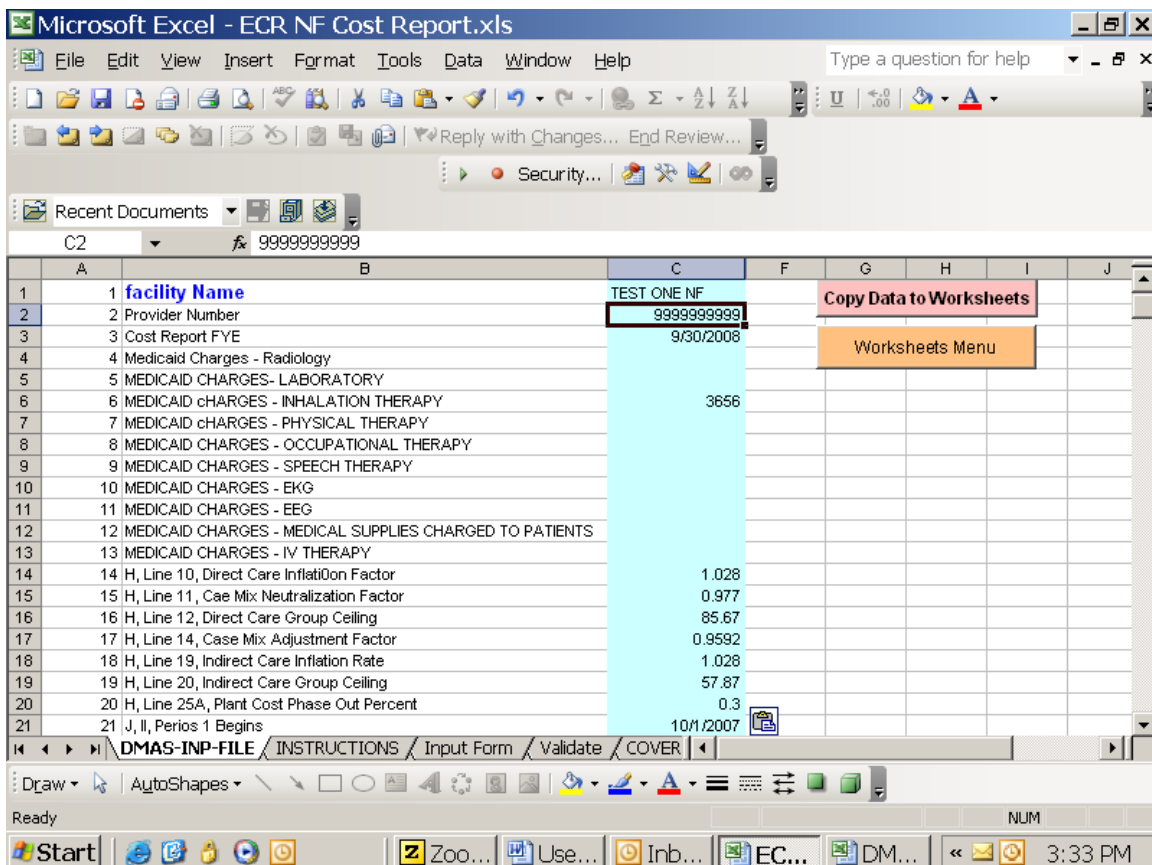 Microsoft Excel - ECR NF Cost Report.xls
File Edit View Insert Format Tools Data Window Help Type a question for help
Reply with Changes... End Review...
Security...
Recent Documents
C2 fx 9999999999
A B C F G H I J
1 1 facility Name TEST ONE NF Copy Data to Worksheets
2 2 Provider Number 9999999999
3 3 Cost Report FYE 9/30/2008 Worksheets Menu
4 4 Medicaid Charges - Radiology
5 5 MEDICAID CHARGES- LABORATORY
6 6 MEDICAID cHARGES - INHALATION THERAPY 3656
7 7 MEDICAID cHARGES - PHYSICAL THERAPY
8 8 MEDICAID CHARGES - OCCUPATIONAL THERAPY
9 9 MEDICAID CHARGES - SPEECH THERAPY
10 10 MEDICAID CHARGES - EKG
11 11 MEDICAID CHARGES - EEG
12 12 MEDICAID CHARGES - MEDICAL SUPPLIES CHARGED TO PATIENTS
13 13 MEDICAID CHARGES - IV THERAPY
14 14 H, Line 10, Direct Care Inflati0on Factor 1.028
15 15 H, Line 11, Cae Mix Neutralization Factor 0.977
16 16 H, Line 12, Direct Care Group Ceiling 85.67
17 17 H, Line 14, Case Mix Adjustment Factor 0.9592
18 18 H, Line 19, Indirect Care Inflation Rate 1.028
19 19 H, Line 20, Indirect Care Group Ceiling 57.87
20 20 H, Line 25A, Plant Cost Phase Out Percent 0.3
21 21 J, II, Perios 1 Begins 10/1/2007
DMAS-INP-FILE / INSTRUCTIONS / Input Form / Validate / COVER
Draw AutoShapes
Ready NUM
Start Zoo... Use... Inb... EC... DM... « 3:33 PM